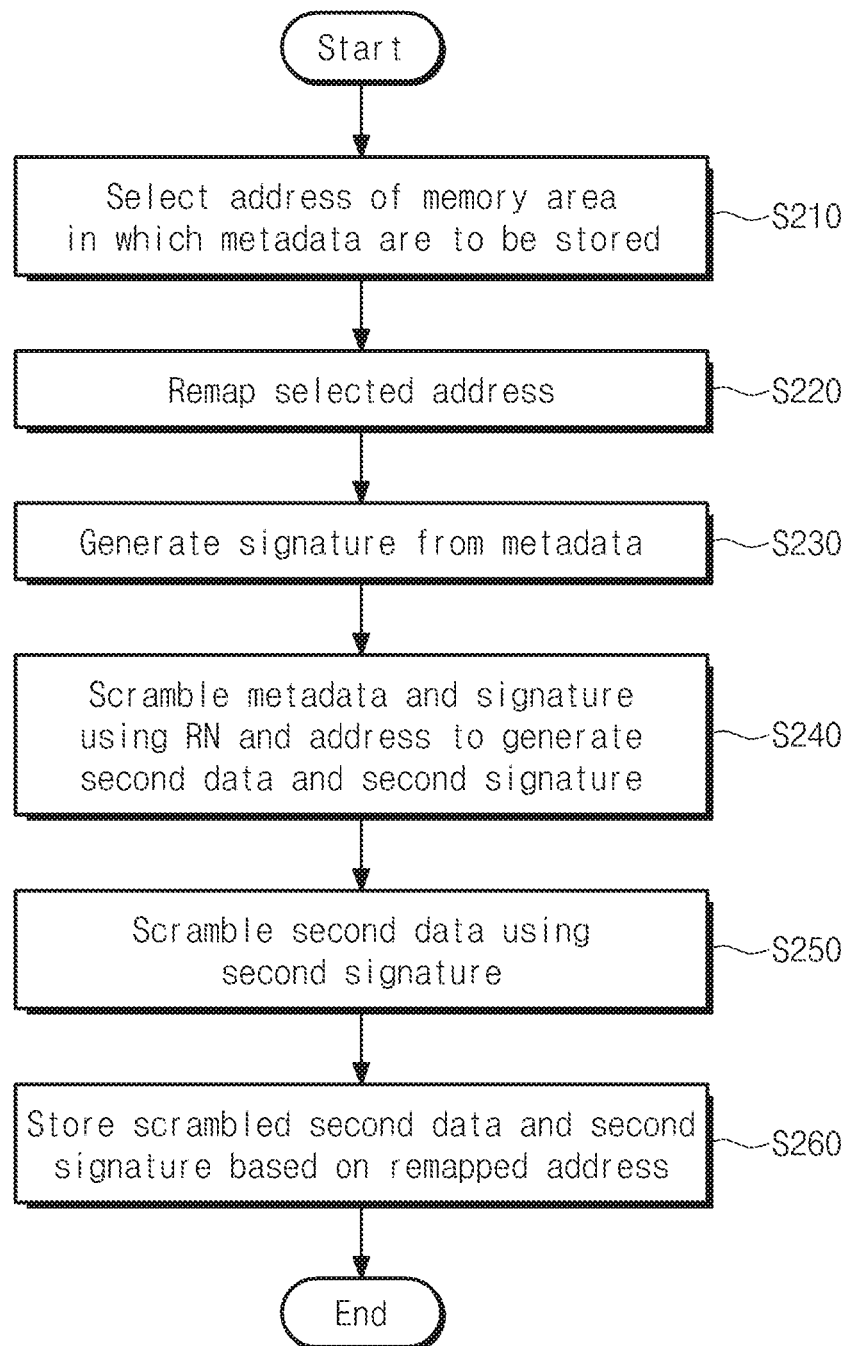 Start
Select address of memory area
in which metadata are to be stored
S210
Remap selected address
S220
Generate signature from metadata
S230
Scramble metadata and signature
using RN and address to generate
second data and second signature
S240
Scramble second data using
second signature
S250
Store scrambled second data and second
signature based on remapped address
S260
End